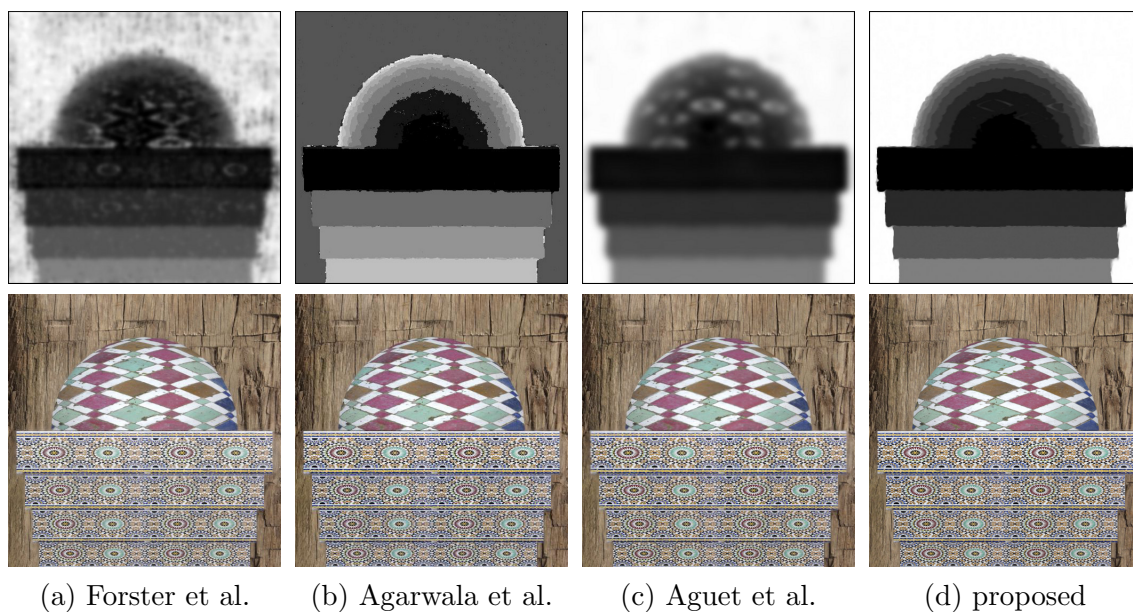 (a) Forster et al.
(b) Agarwala et al.
(c) Aguet et al.
(d) proposed